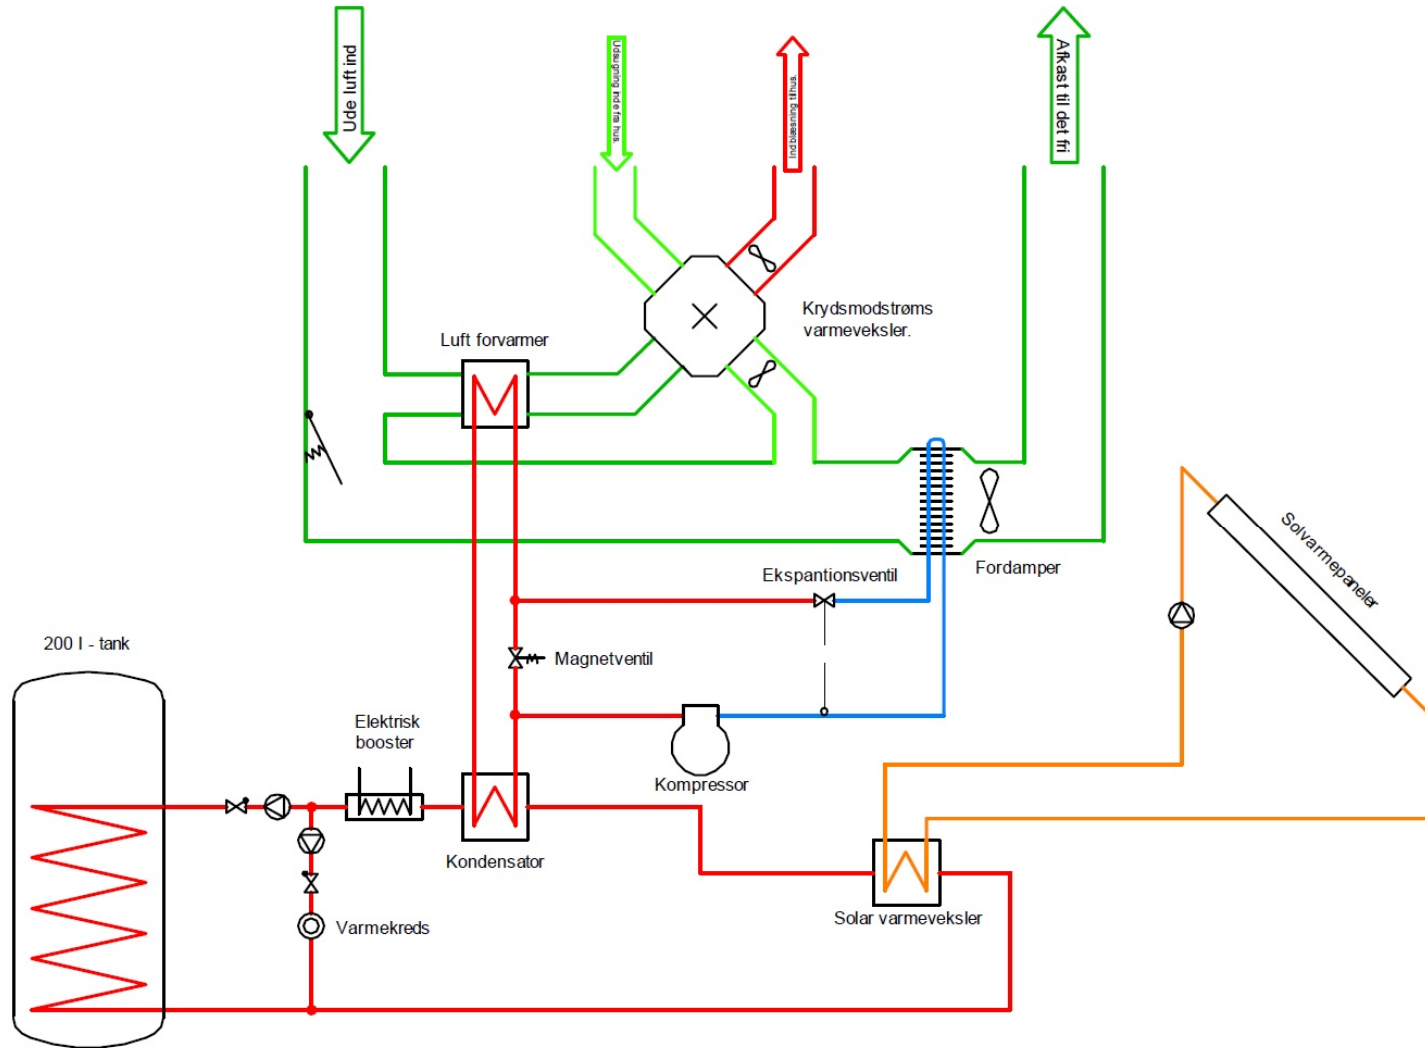 Ude luft ind
Udsugning inde fra hus.
Indblæsning til hus.
Afkast til det fri
Krydsmodstrøms
varmeveksler.
Luft forvarmer
Ekspantionsventil
Fordamper
Solvarmepaneler
200 l - tank
Magnetventil
Elektrisk
booster
Kompressor
Kondensator
Solar varmeveksler
Varmekreds